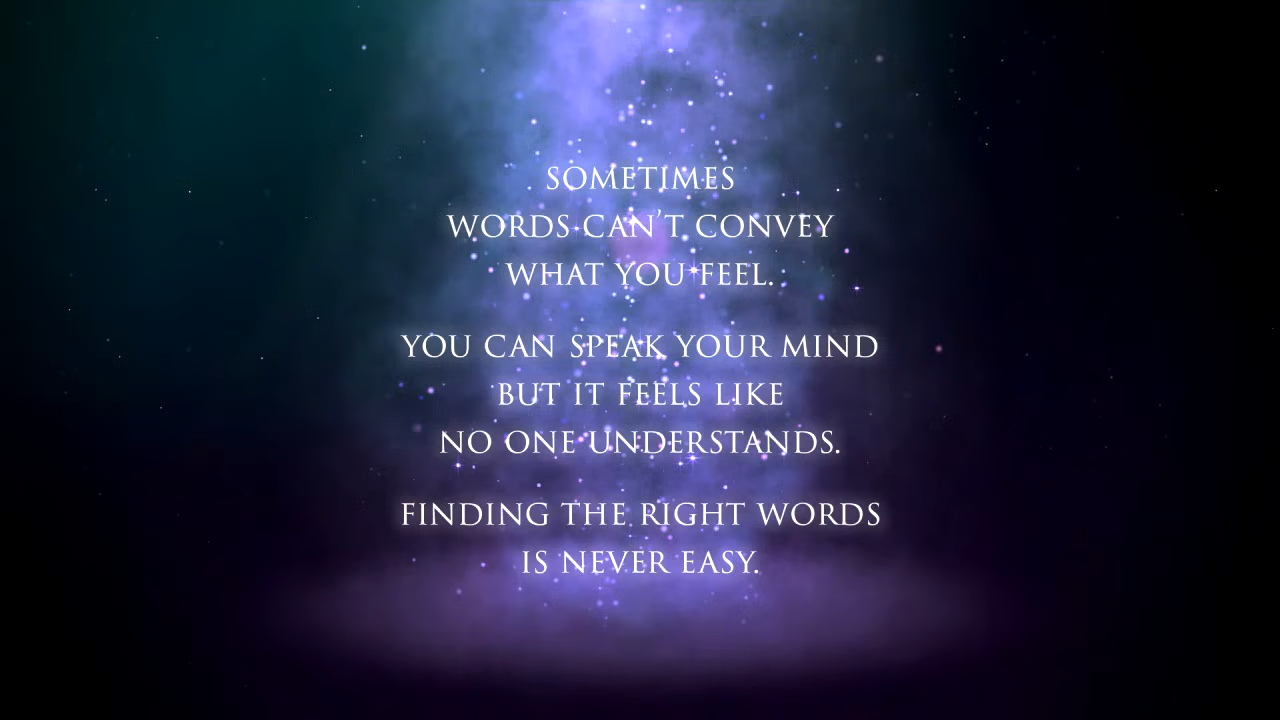 SOMETIMES
WORDS CAN'T CONVEY
WHAT YOU FEEL.
YOU CAN SPEAK YOUR MIND
BUT IT FEELS LIKE
NO ONE UNDERSTANDS.
FINDING THE RIGHT WORDS
IS NEVER EASY.